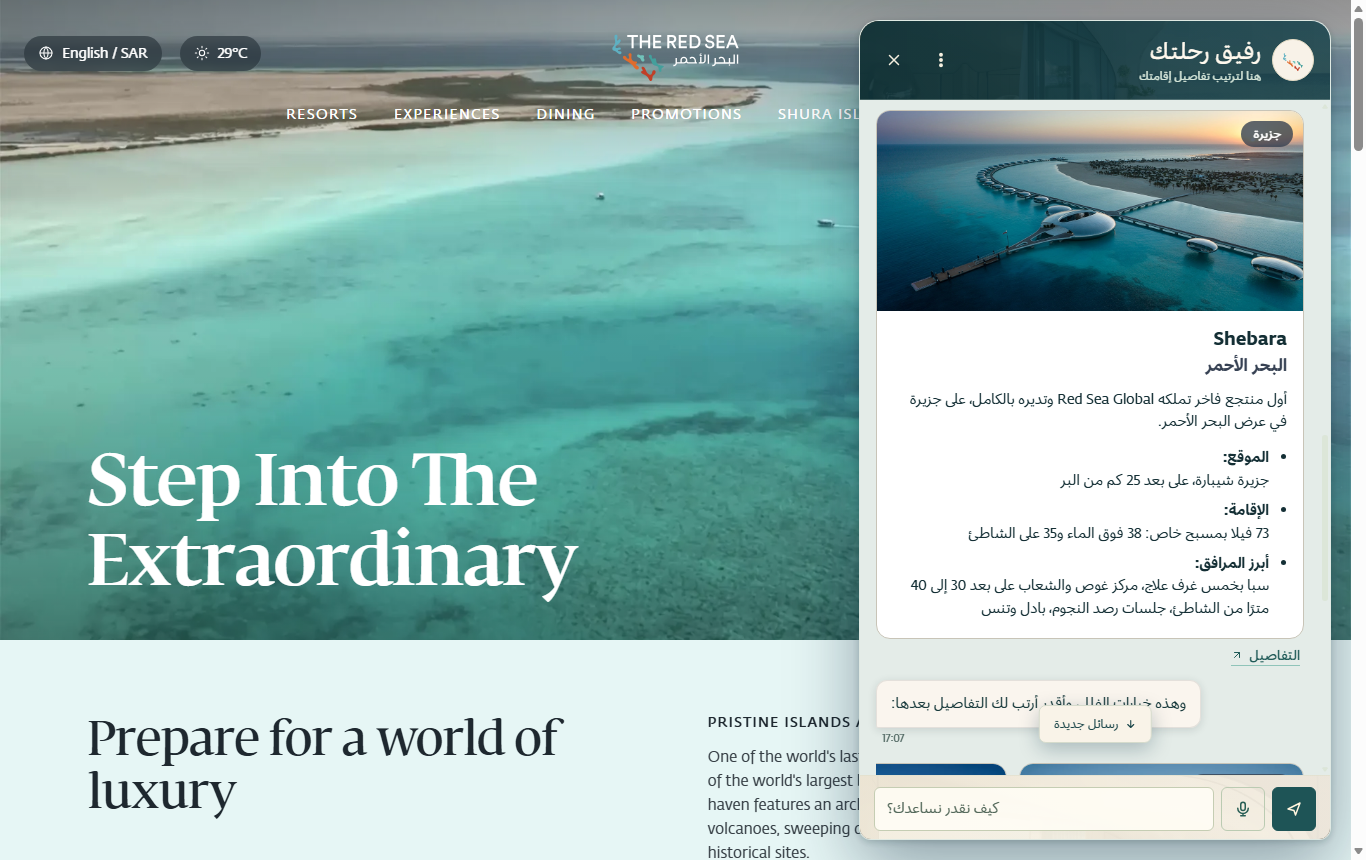 English / SAR
29°C
THE RED SEA
البحر الأحمر
RESORTS
EXPERIENCES
DINING
PROMOTIONS
SHURA ISL
Step Into The
Extraordinary
Prepare for a world of
luxury
PRISTINE ISLANDS
One of the world's las
of the world's largest
haven features an arc
volcanoes, sweeping
historical sites.
رفيق رحلتك
هنا لترتيب تفاصيل إقامتك
جزيرة
Shebara
البحر الأحمر
أول منتجع فاخر تملكه Red Sea Global وتديره بالكامل، على جزيرة
في عرض البحر الأحمر.
• الموقع:
جزيرة شيبارة، على بعد 25 كم من البر
• الإقامة:
73 فيلا بمسبح خاص: 38 فوق الماء و35 على الشاطئ
• أبرز المرافق:
سبا بخمس غرف علاج، مركز غوص والشعاب على بعد 30 إلى 40
مترًا من الشاطئ، جلسات رصد النجوم، بادل وتنس
التفاصيل
وهذه خيارات الفلل، وأقدر أرتب لك التفاصيل بعدها:
رسائل جديدة
17:07
كيف نقدر نساعدك؟